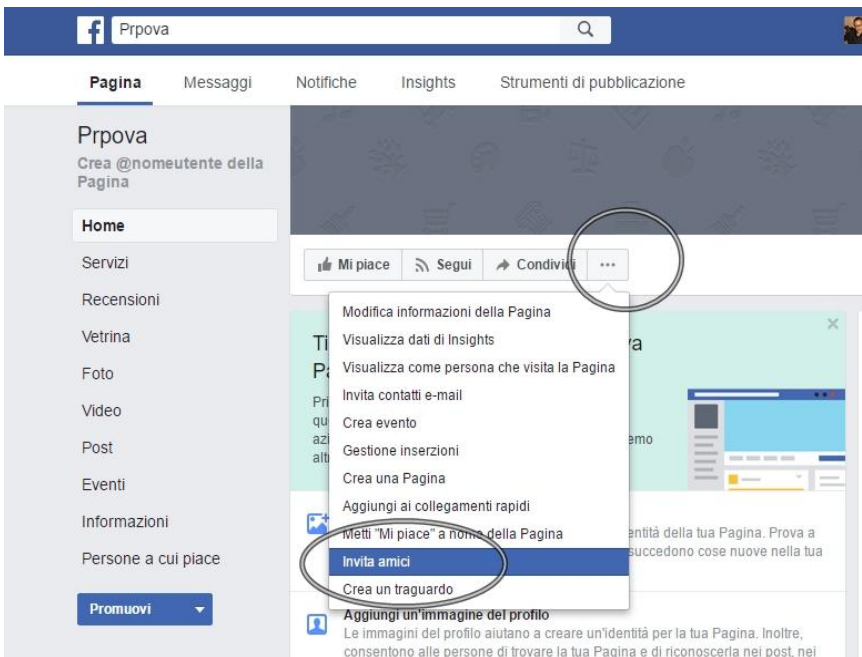 f Prpova
Pagina Messaggi Notifiche Insights Strumenti di pubblicazione
Prpova
Crea @nomeutente della
Pagina
Home
Servizi
Recensioni
Vetrina
Foto
Video
Post
Eventi
Informazioni
Persone a cui piace
Promuovi
Mi piace Segui Condividi ...
Modifica informazioni della Pagina
Visualizza dati di Insights
Visualizza come persona che visita la Pagina
Invita contatti e-mail
Crea evento
Gestione inserzioni
Crea una Pagina
Aggiungi ai collegamenti rapidi
Metti "Mi piace" a nome della Pagina
Invita amici
Crea un traguardo
entità della tua Pagina. Prova a
succedono cose nuove nella tua
Aggiungi un'immagine del profilo
Le immagini del profilo aiutano a creare un'identità per la tua Pagina. Inoltre,
consentono alle persone di trovare la tua Pagina e di riconoscerla nei post, nei